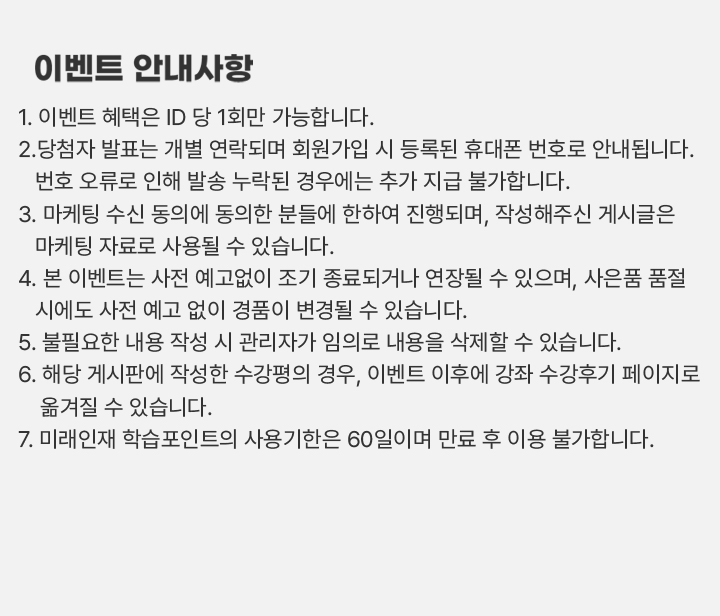 이벤트 안내사항
1. 이벤트 혜택은 ID 당 1회만 가능합니다.
2.당첨자 발표는 개별 연락되며 회원가입 시 등록된 휴대폰 번호로 안내됩니다.
번호 오류로 인해 발송 누락된 경우에는 추가 지급 불가합니다.
3. 마케팅 수신 동의에 동의한 분들에 한하여 진행되며, 작성해주신 게시글은
마케팅 자료로 사용될 수 있습니다.
4. 본 이벤트는 사전 예고없이 조기 종료되거나 연장될 수 있으며, 사은품 품절
시에도 사전 예고 없이 경품이 변경될 수 있습니다.
5. 불필요한 내용 작성 시 관리자가 임의로 내용을 삭제할 수 있습니다.
6. 해당 게시판에 작성한 수강평의 경우, 이벤트 이후에 강좌 수강후기 페이지로
옮겨질 수 있습니다.
7. 미래인재 학습포인트의 사용기한은 60일이며 만료 후 이용 불가합니다.